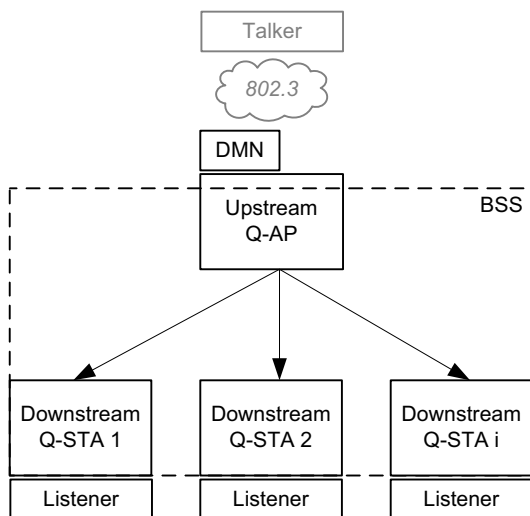 Talker
802.3
DMN
Upstream
Q-AP
BSS
Downstream
Q-STA 1
Downstream
Q-STA 2
Downstream
Q-STA i
Listener
Listener
Listener